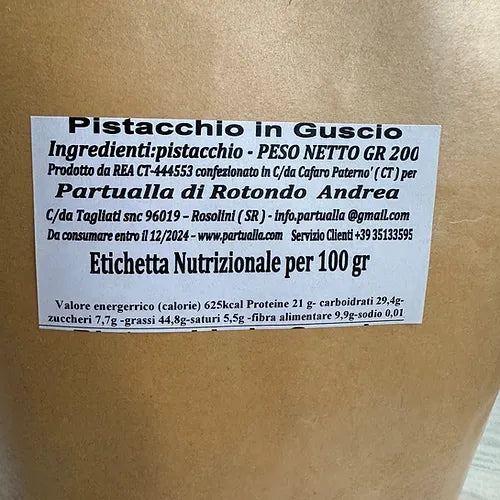 Pistacchio in Guscio
Ingredienti:pistacchio - PESO NETTO GR 200
Prodotto da REA CT-444553 confezionato in C/da Cafaro Paterno' ( CT ) per
Partualla di Rotondo Andrea
C/da Tagliati snc 96019 – Rosolini ( SR ) - info.partualla @gmail.com
Da consumare entro il 12/2024 – www.partualla.com Servizio Clienti +39 35133595
Etichetta Nutrizionale per 100 gr
Valore energerrico (calorie) 625kcal Proteine 21 g- carboidrati 29,4g-
zuccheri 7,7g -grassi 44,8g-saturi 5,5g -fibra alimentare 9,9g-sodio 0,01